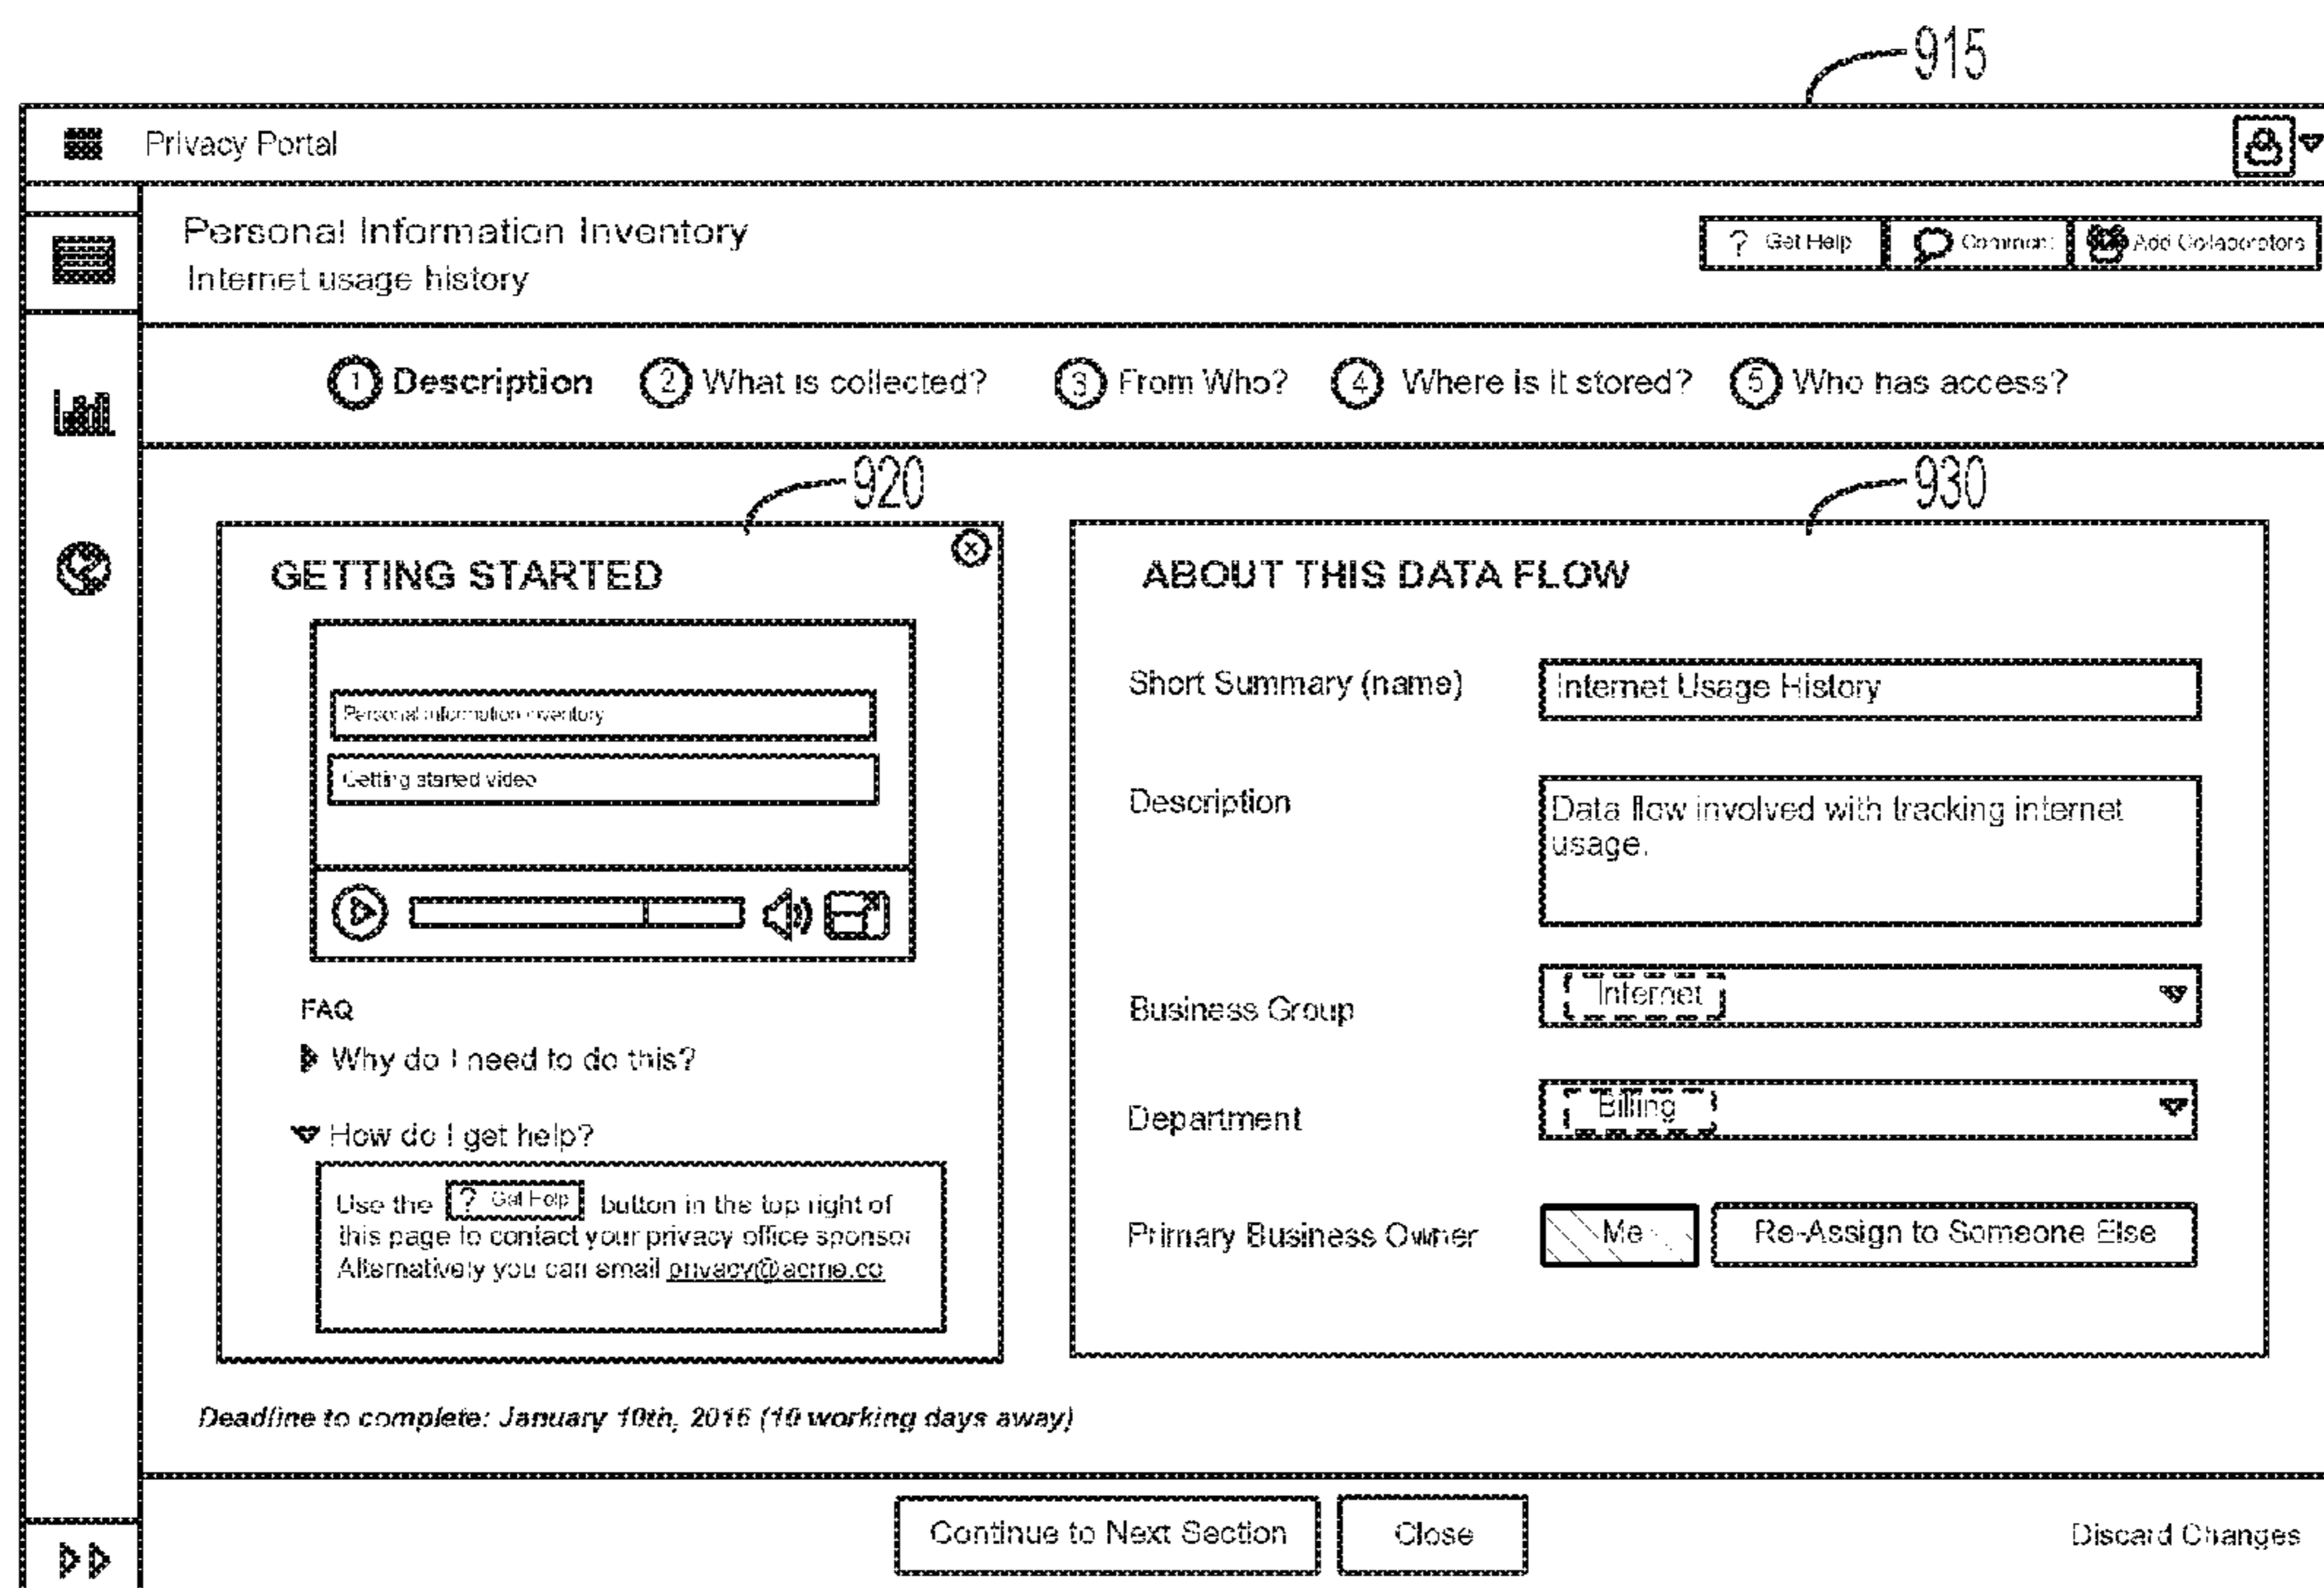 915
Privacy Portal
Personal Information Inventory
Internet usage history
? Get Help
Comment
Add Collaborators
1 Description
2 What is collected?
3 From Who?
4 Where is it stored?
5 Who has access?
920
GETTING STARTED
Personal information inventory
Getting started video
FAQ
Why do I need to do this?
How do I get help?
Use the ? Get Help button in the top right of
this page to contact your privacy office sponsor
Alternatively you can email privacy@acme.co
930
ABOUT THIS DATA FLOW
Short Summary (name)
Internet Usage History
Description
Data flow involved with tracking internet
usage.
Business Group
Internet
Department
Billing
Primary Business Owner
Me
Re-Assign to Someone Else
Deadline to complete: January 10th, 2016 (10 working days away)
Continue to Next Section
Close
Discard Changes